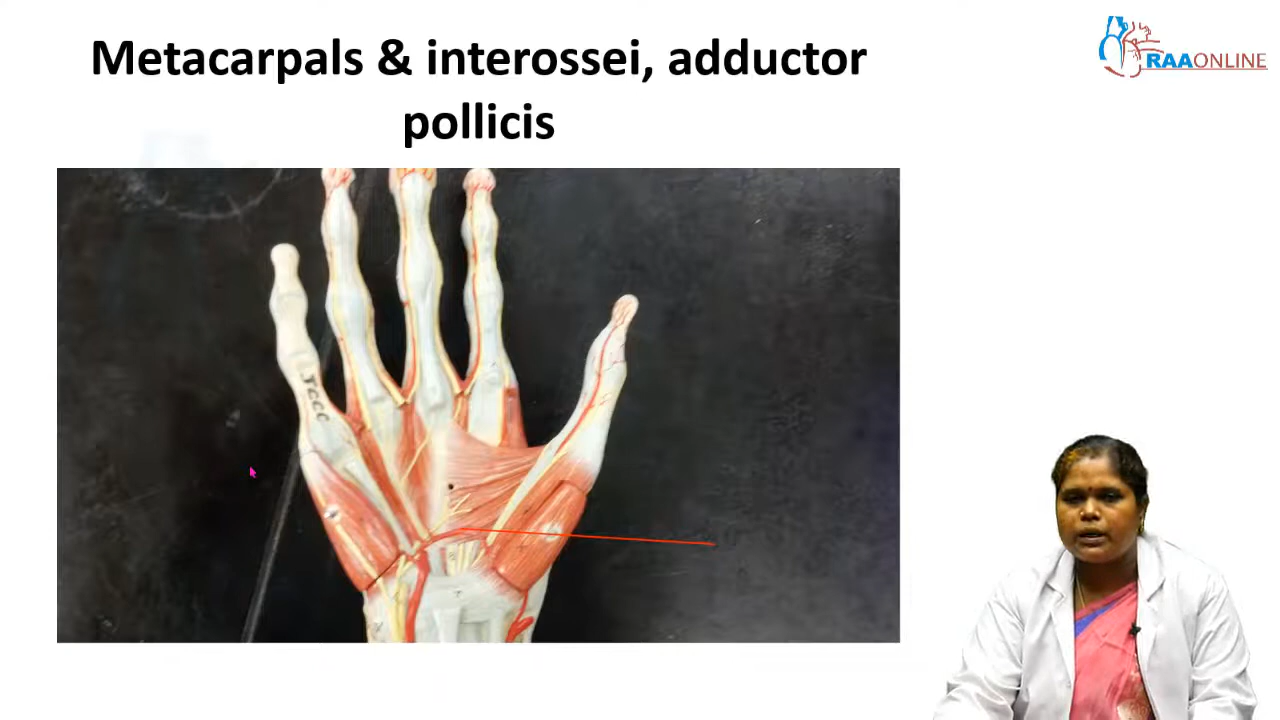 Metacarpals & interossei, adductor
pollicis
RAAONLINE